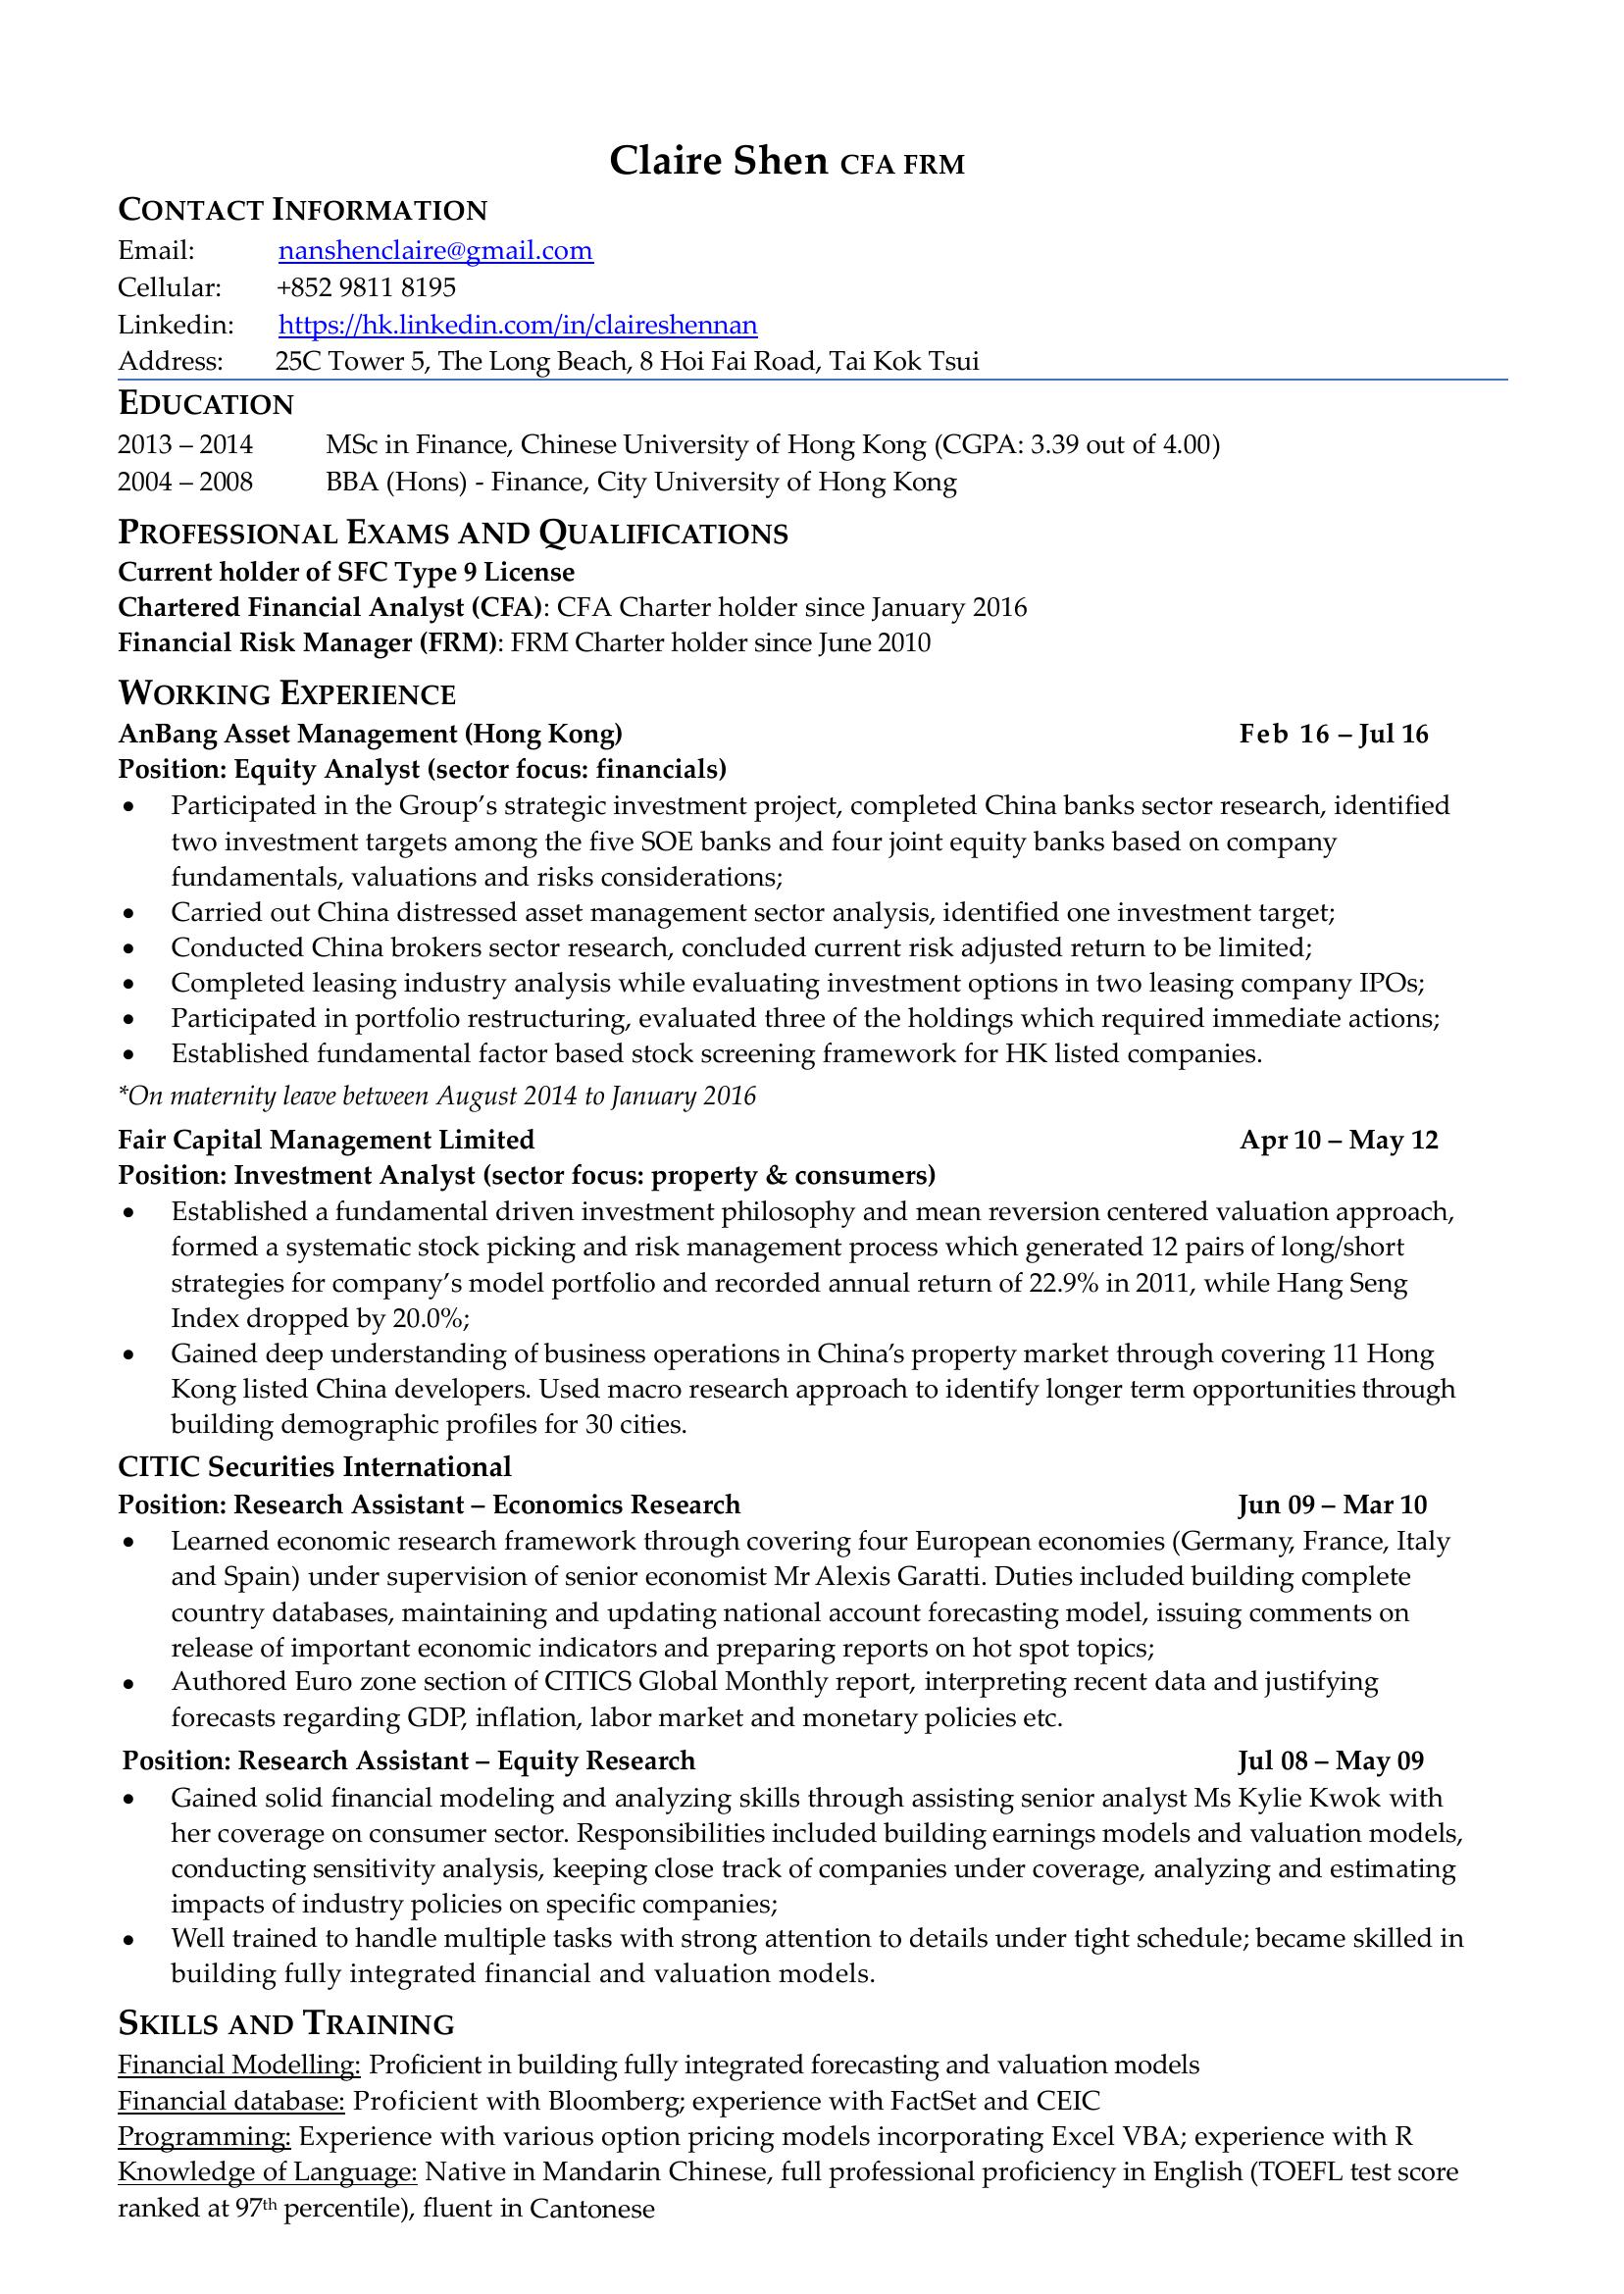 Claire Shen CFA FRM
CONTACT INFORMATION
Email: nanshenclaire@gmail.com
Cellular: +852 9811 8195
Linkedin: https://hk.linkedin.com/in/claireshennan
Address: 25C Tower 5, The Long Beach, 8 Hoi Fai Road, Tai Kok Tsui
EDUCATION
2013 – 2014 MSc in Finance, Chinese University of Hong Kong (CGPA: 3.39 out of 4.00)
2004 – 2008 BBA (Hons) - Finance, City University of Hong Kong
PROFESSIONAL EXAMS AND QUALIFICATIONS
Current holder of SFC Type 9 License
Chartered Financial Analyst (CFA): CFA Charter holder since January 2016
Financial Risk Manager (FRM): FRM Charter holder since June 2010
WORKING EXPERIENCE
AnBang Asset Management (Hong Kong) Feb 16 – Jul 16
Position: Equity Analyst (sector focus: financials)
• Participated in the Group’s strategic investment project, completed China banks sector research, identified
two investment targets among the five SOE banks and four joint equity banks based on company
fundamentals, valuations and risks considerations;
• Carried out China distressed asset management sector analysis, identified one investment target;
• Conducted China brokers sector research, concluded current risk adjusted return to be limited;
• Completed leasing industry analysis while evaluating investment options in two leasing company IPOs;
• Participated in portfolio restructuring, evaluated three of the holdings which required immediate actions;
• Established fundamental factor based stock screening framework for HK listed companies.
*On maternity leave between August 2014 to January 2016
Fair Capital Management Limited Apr 10 – May 12
Position: Investment Analyst (sector focus: property & consumers)
• Established a fundamental driven investment philosophy and mean reversion centered valuation approach,
formed a systematic stock picking and risk management process which generated 12 pairs of long/short
strategies for company’s model portfolio and recorded annual return of 22.9% in 2011, while Hang Seng
Index dropped by 20.0%;
• Gained deep understanding of business operations in China’s property market through covering 11 Hong
Kong listed China developers. Used macro research approach to identify longer term opportunities through
building demographic profiles for 30 cities.
CITIC Securities International
Position: Research Assistant – Economics Research Jun 09 – Mar 10
• Learned economic research framework through covering four European economies (Germany, France, Italy
and Spain) under supervision of senior economist Mr Alexis Garatti. Duties included building complete
country databases, maintaining and updating national account forecasting model, issuing comments on
release of important economic indicators and preparing reports on hot spot topics;
• Authored Euro zone section of CITICS Global Monthly report, interpreting recent data and justifying
forecasts regarding GDP, inflation, labor market and monetary policies etc.
Position: Research Assistant – Equity Research Jul 08 – May 09
• Gained solid financial modeling and analyzing skills through assisting senior analyst Ms Kylie Kwok with
her coverage on consumer sector. Responsibilities included building earnings models and valuation models,
conducting sensitivity analysis, keeping close track of companies under coverage, analyzing and estimating
impacts of industry policies on specific companies;
• Well trained to handle multiple tasks with strong attention to details under tight schedule; became skilled in
building fully integrated financial and valuation models.
SKILLS AND TRAINING
Financial Modelling: Proficient in building fully integrated forecasting and valuation models
Financial database: Proficient with Bloomberg; experience with FactSet and CEIC
Programming: Experience with various option pricing models incorporating Excel VBA; experience with R
Knowledge of Language: Native in Mandarin Chinese, full professional proficiency in English (TOEFL test score
ranked at 97th percentile), fluent in Cantonese